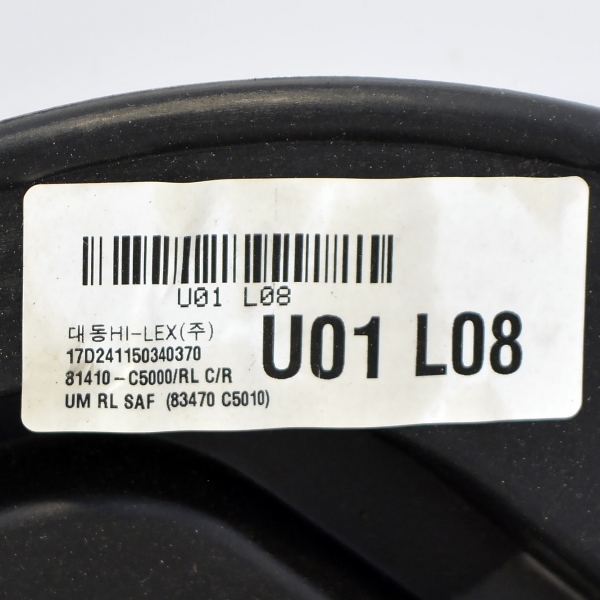 U01 L08
대동HI-LEX(주)
17D241150340370
81410-C5000/RL C/R
UM RL SAF (83470 C5010)
U01 L08